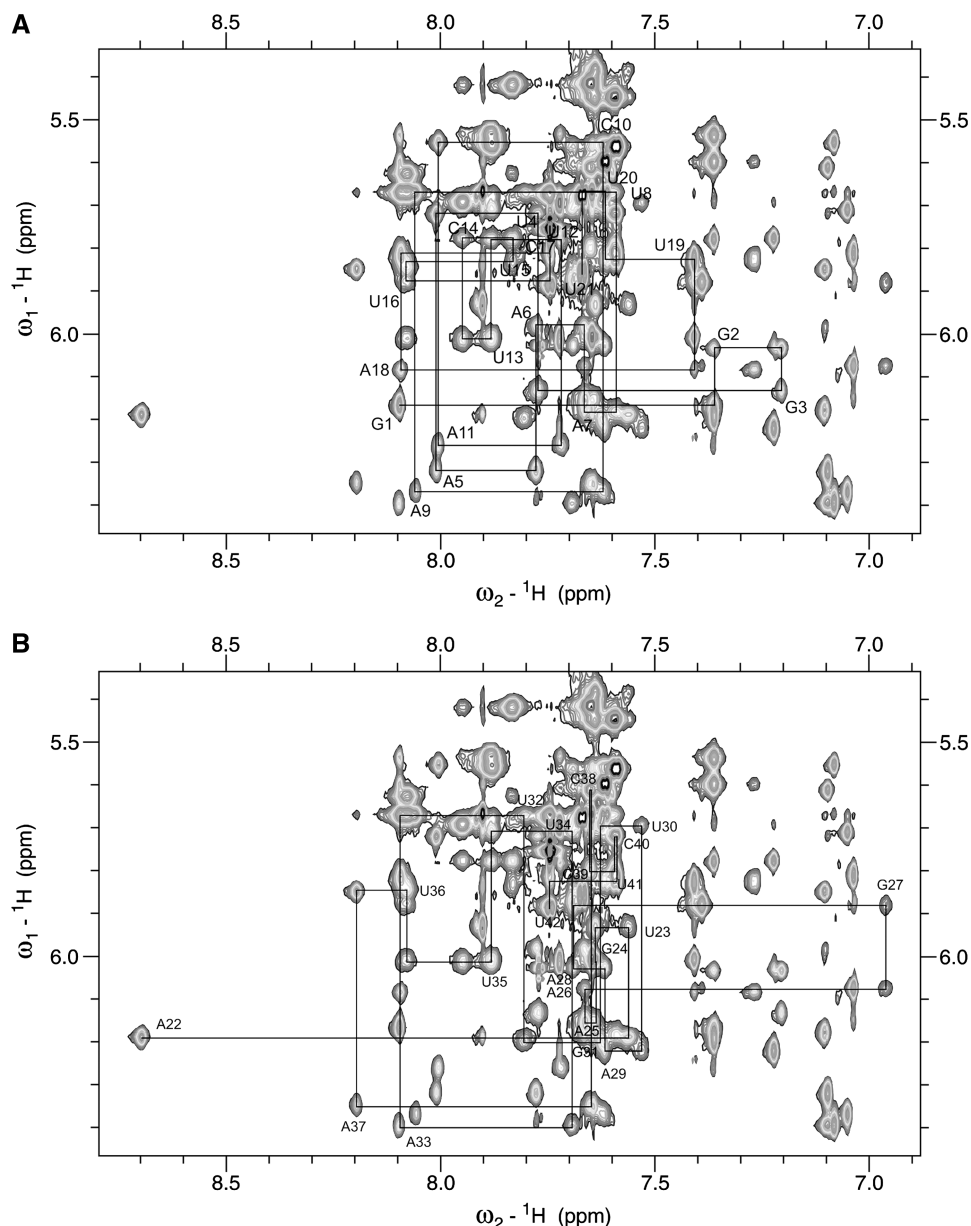 A
8.5 8.0 7.5 7.0
5.5 5.5
C10
U20
U8
U4
C14 U12
C17 U19
U15
U21
U16
A6
6.0 6.0
G2
U13
A18
G3
G1 A7
A11
A5
A9
ω1 - 1H (ppm)
8.5 8.0 7.5 7.0
ω2 - 1H (ppm)
B
8.5 8.0 7.5 7.0
5.5 5.5
C38
U32
U34 U30
C40
C39
U36 U41 G27
U42
U23
G24
6.0 6.0
U35 A28
A26
A22 A25
G31
A29
A37
A33
ω1 - 1H (ppm)
8.5 8.0 7.5 7.0
ω2 - 1H (ppm)